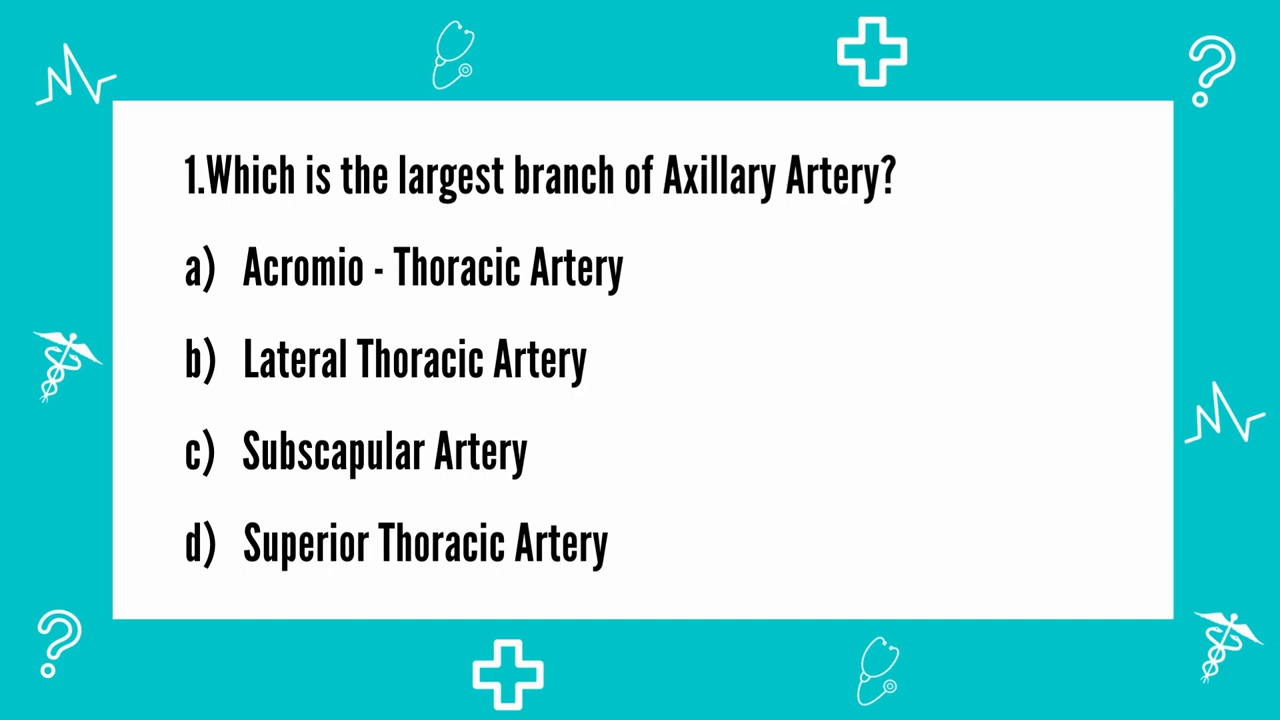 1.Which is the largest branch of Axillary Artery?
a) Acromio - Thoracic Artery
b) Lateral Thoracic Artery
c) Subscapular Artery
d) Superior Thoracic Artery